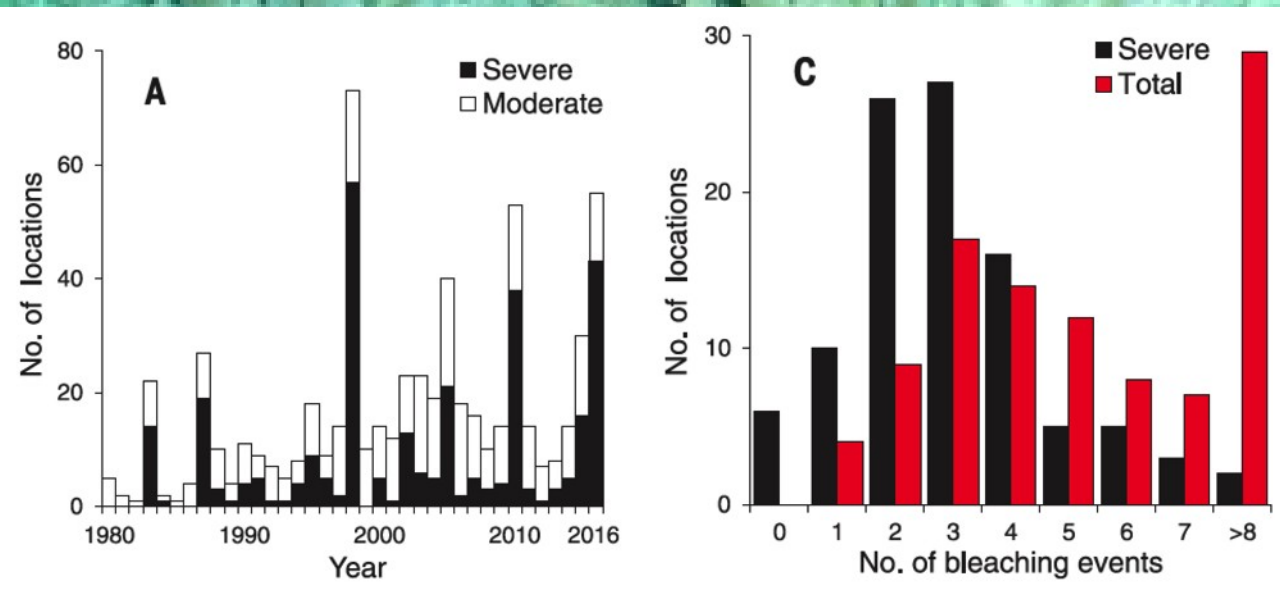 A
Severe
Moderate
No. of locations
80
60
40
20
0
1980 1990 2000 2010 2016
Year
C
Severe
Total
No. of locations
30
20
10
0
0 1 2 3 4 5 6 7 >8
No. of bleaching events